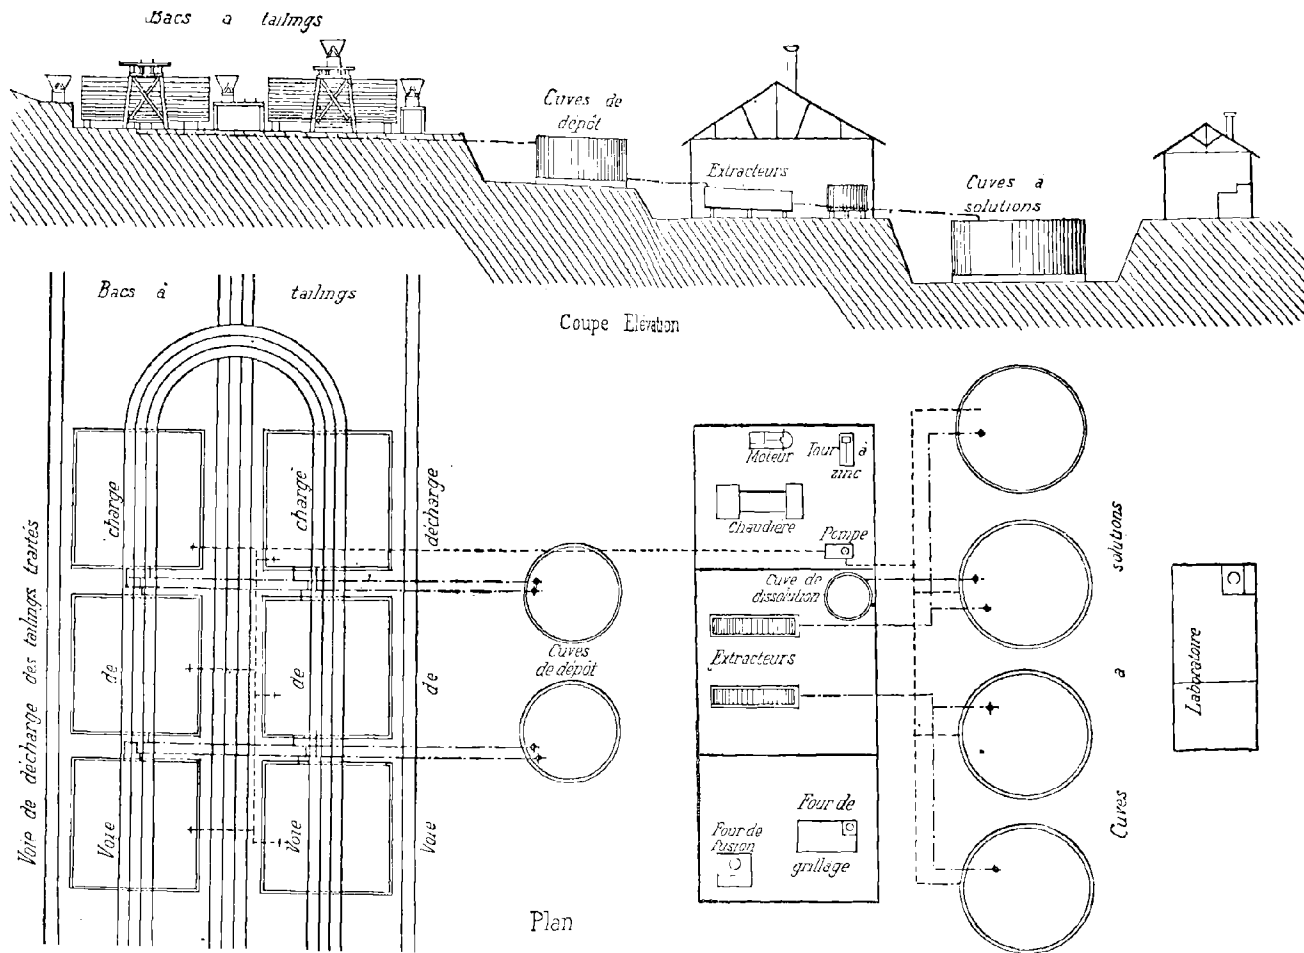 Bacs a tailings
Cuves de
dépôt
Extracteurs
Cuves à
solutions
Coupe Elévation
Bacs à tailings
Voie de décharge des tailings traités
Voie de charge
Voie de charge
Voie de décharge
Cuves
de dépôt
Moteur
Tour à
zinc
Chaudière
Pompe
Cuve de
dissolution
Extracteurs
Four de
fusion
Four de
grillage
Cuves a solutions
Laboratoire
Plan